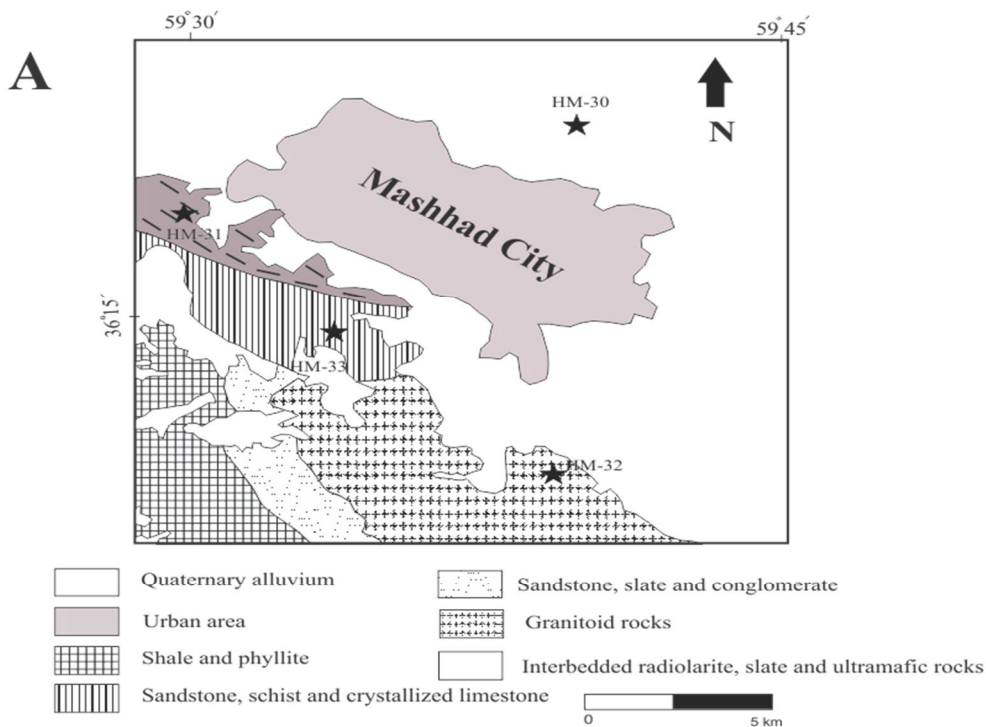 59°30′
59°45′
A
HM-30
N
Mashhad City
HM-31
36°15′
HM-33
HM-32
Quaternary alluvium
Urban area
Shale and phyllite
Sandstone, schist and crystallized limestone
Sandstone, slate and conglomerate
Granitoid rocks
Interbedded radiolarite, slate and ultramafic rocks
0
5 km